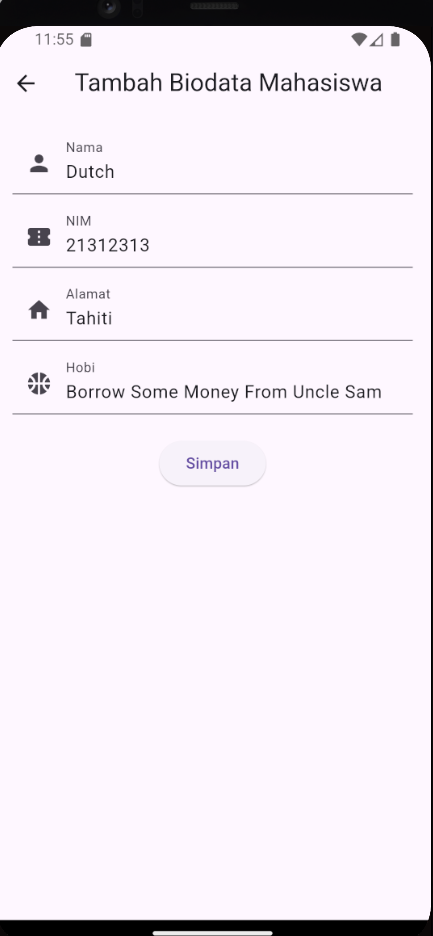 11:55
Tambah Biodata Mahasiswa
Nama
Dutch
NIM
21312313
Alamat
Tahiti
Hobi
Borrow Some Money From Uncle Sam
Simpan